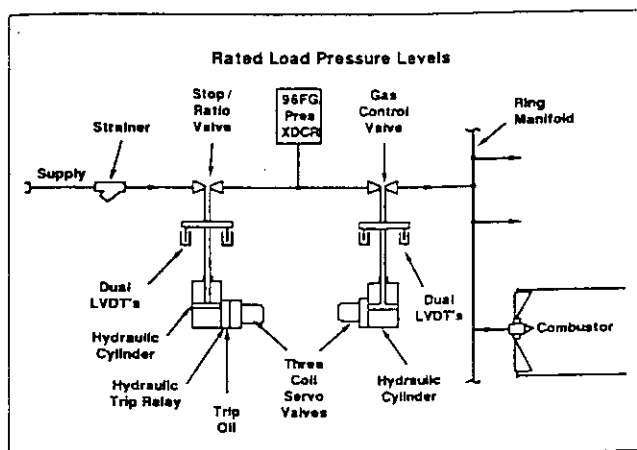 Rated Load Pressure Levels
Stop/
Ratio
Valve
96FG
Pres
XDCR
Gas
Control
Valve
Ring
Manifold
Strainer
Supply
Dual
LVDT's
Dual
LVDT's
Hydraulic
Cylinder
Hydraulic
Trip Relay
Trip
Oil
Three
Coil
Servo
Valves
Hydraulic
Cylinder
Combustor